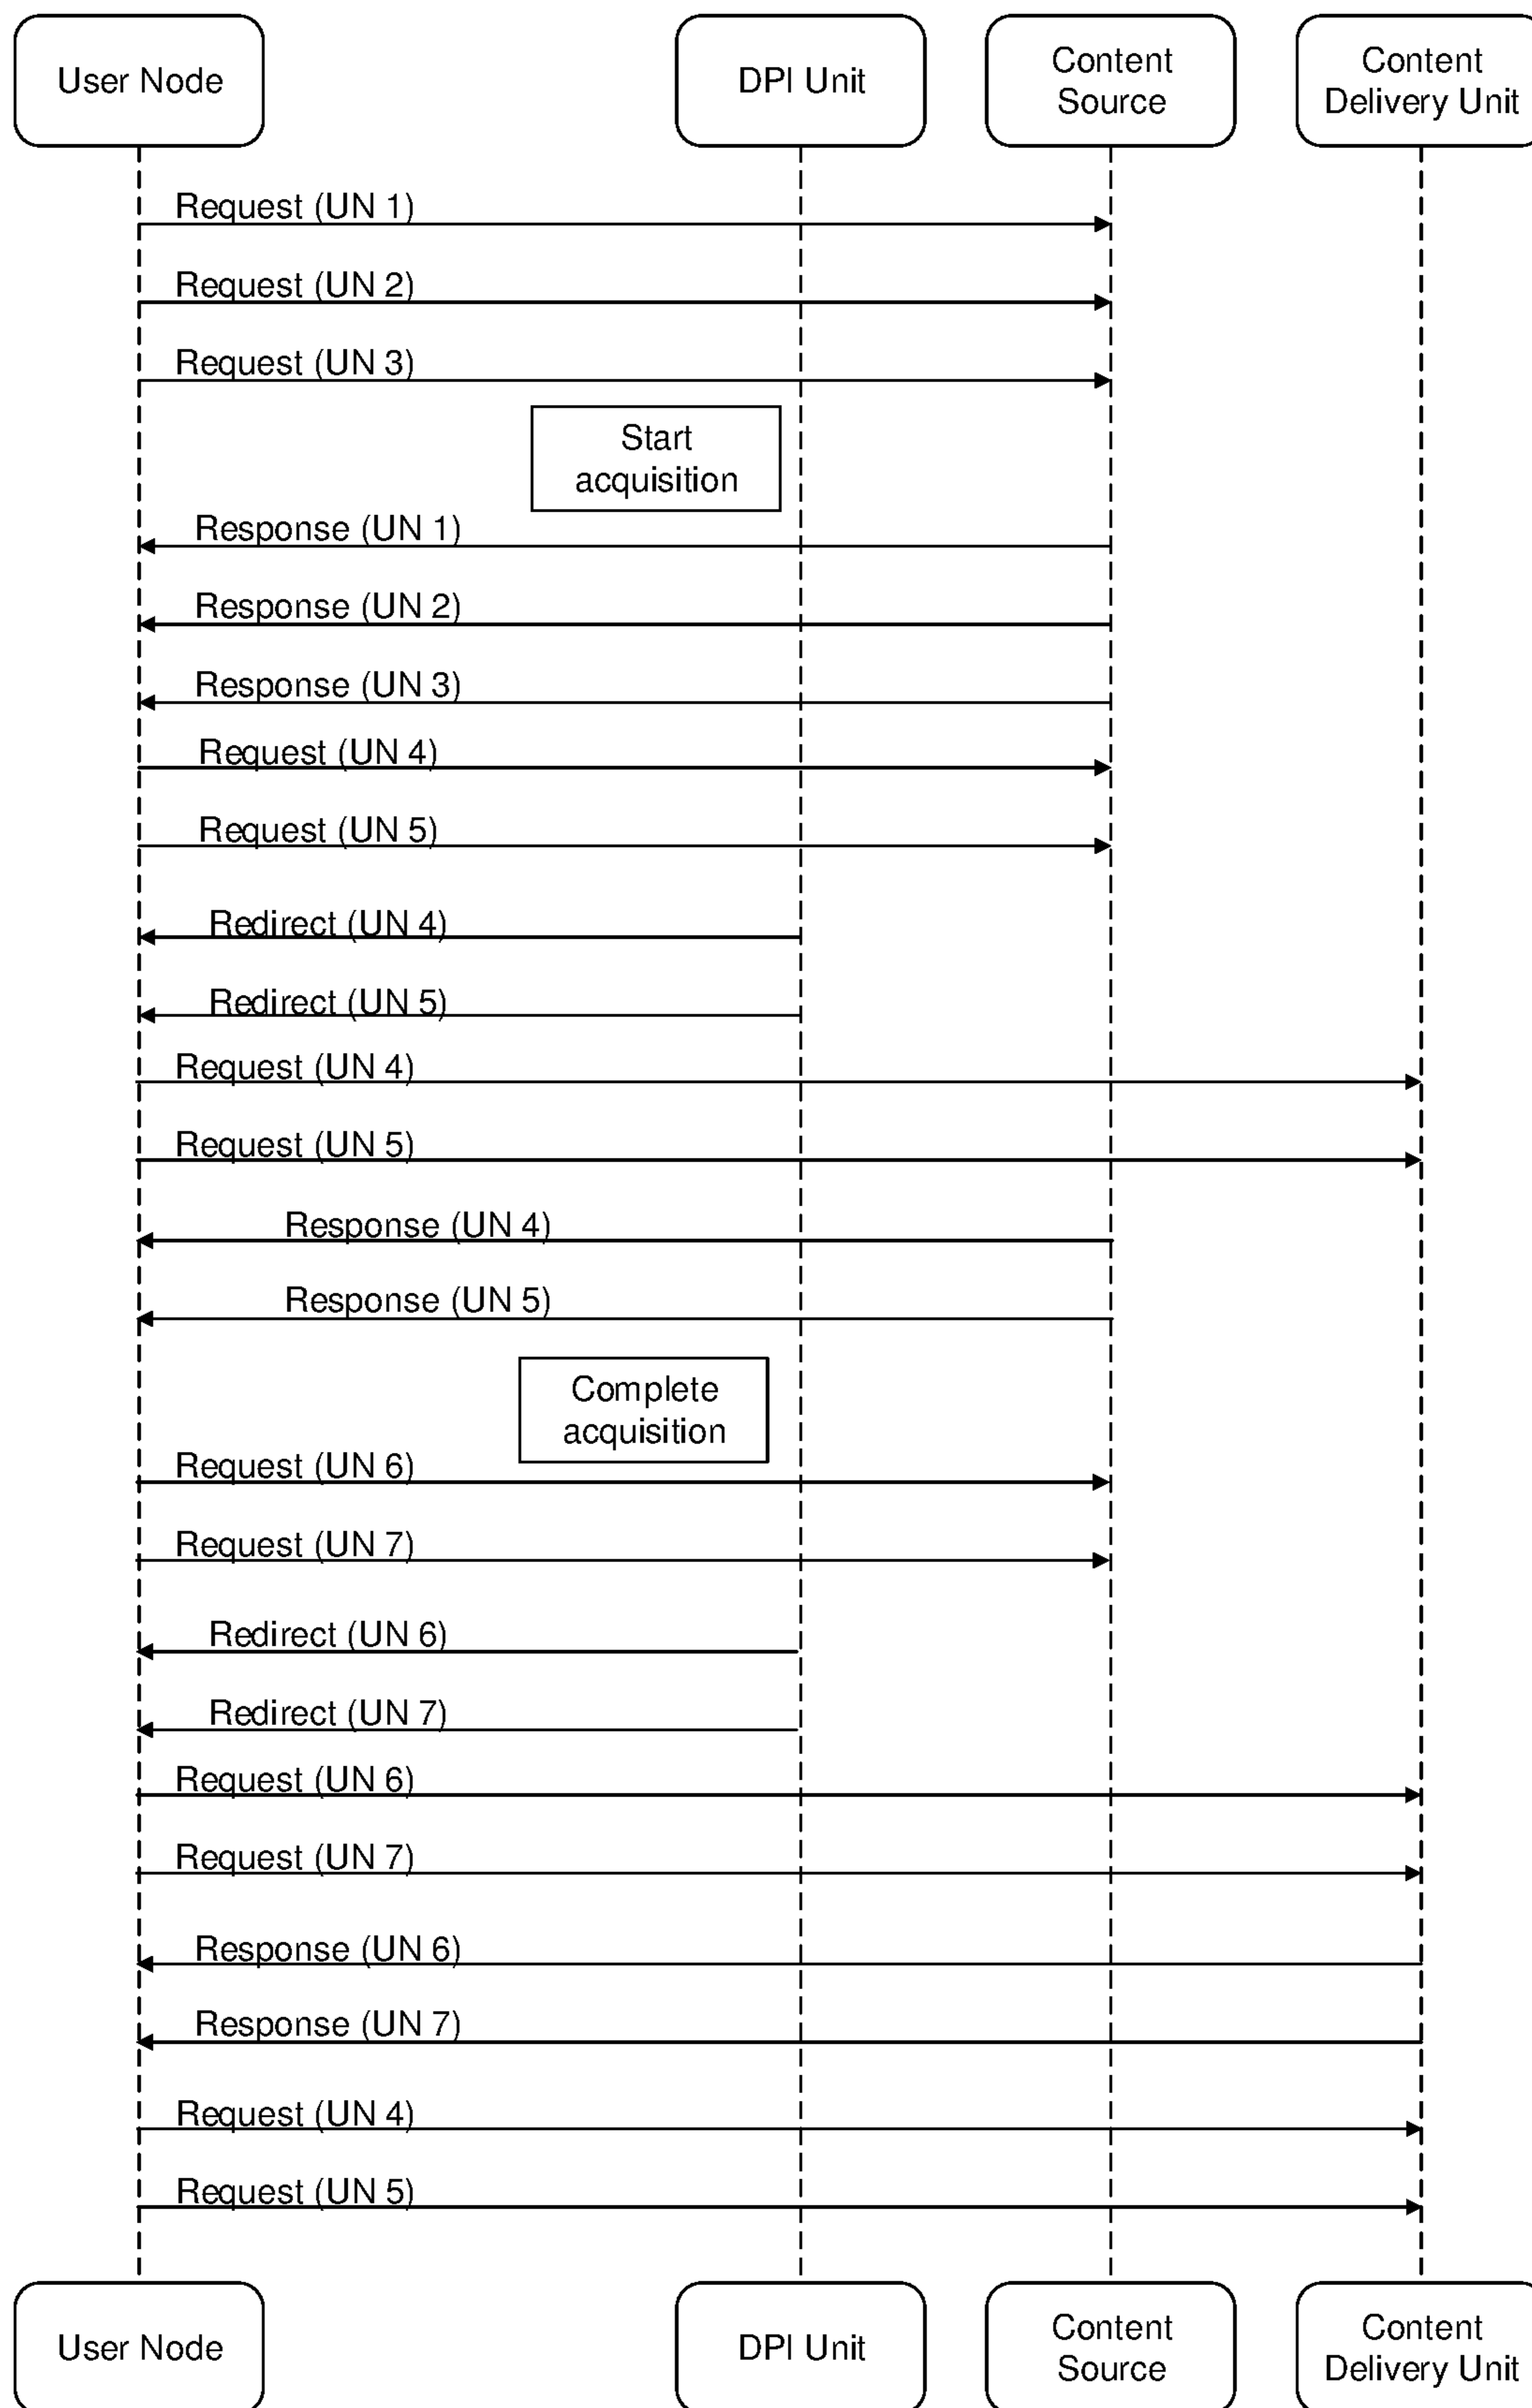 User Node
DPI Unit
Content
Source
Content
Delivery Unit
Request (UN 1)
Request (UN 2)
Request (UN 3)
Start
acquisition
Response (UN 1)
Response (UN 2)
Response (UN 3)
Request (UN 4)
Request (UN 5)
Redirect (UN 4)
Redirect (UN 5)
Request (UN 4)
Request (UN 5)
Response (UN 4)
Response (UN 5)
Complete
acquisition
Request (UN 6)
Request (UN 7)
Redirect (UN 6)
Redirect (UN 7)
Request (UN 6)
Request (UN 7)
Response (UN 6)
Response (UN 7)
Request (UN 4)
Request (UN 5)
User Node
DPI Unit
Content
Source
Content
Delivery Unit